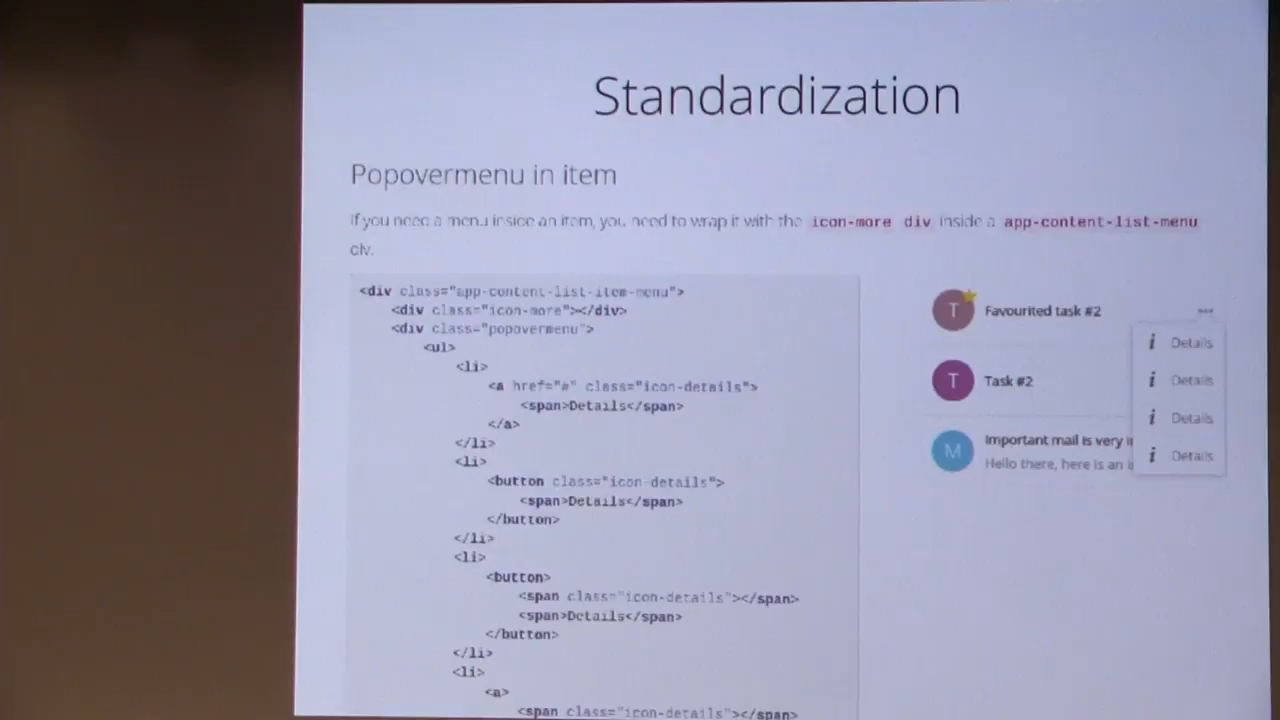 Standardization
Popovermenu in item
If you need a menu inside an item, you need to wrap it with the icon-more div inside a app-content-list-menu
div.
<div class="app-content-list-item-menu">
<div class="icon-more"></div>
<div class="popovermenu">
<ul>
<li>
<a href="#" class="icon-details">
<span>Details</span>
</a>
</li>
<li>
<button class="icon-details">
<span>Details</span>
</button>
</li>
<li>
<button>
<span class="icon-details"></span>
<span>Details</span>
</button>
</li>
<li>
<a>
<span class="icon-details"></span>
T Favourited task #2
T Task #2
M Important mail is very i
Hello there, here is an i
i Details
i Details
i Details
i Details